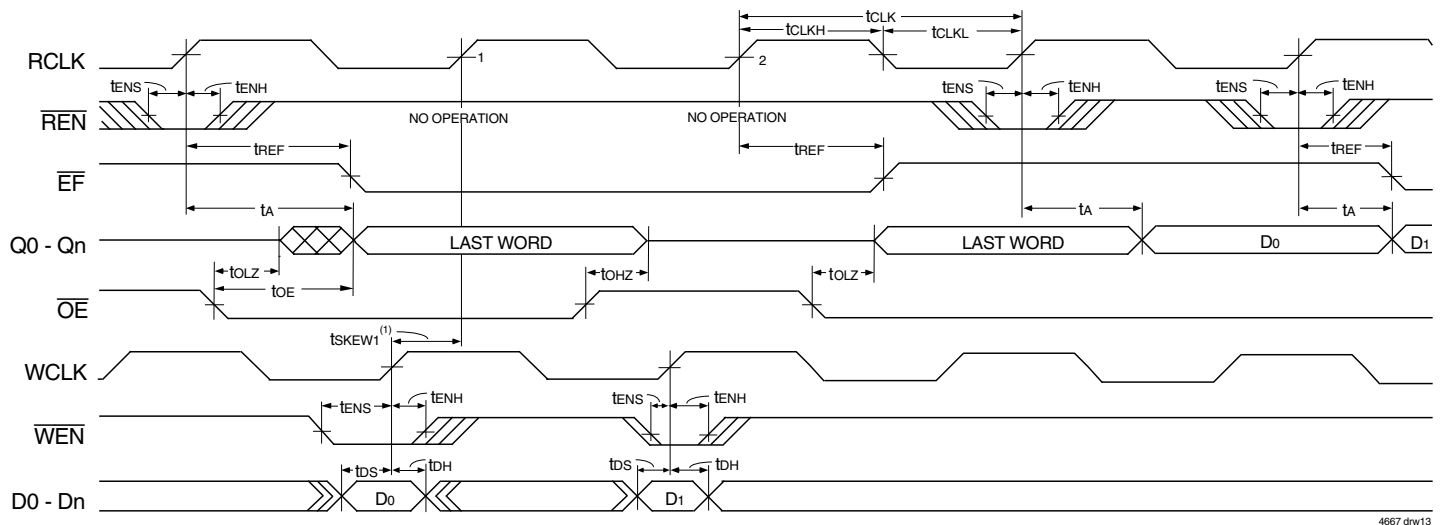 tCLK
tCLKH tCLKL
RCLK 1 2
tENS tENH tENS tENH tENS tENH
REN NO OPERATION NO OPERATION
tREF tREF tREF
EF
tA tA tA
Q0 - Qn LAST WORD LAST WORD D0 D1
tOLZ tOHZ tOLZ
tOE
OE
tSKEW1(1)
WCLK
tENS tENH tENS tENH
WEN
tDS tDH tDS tDH
D0 - Dn D0 D1
4667 drw13